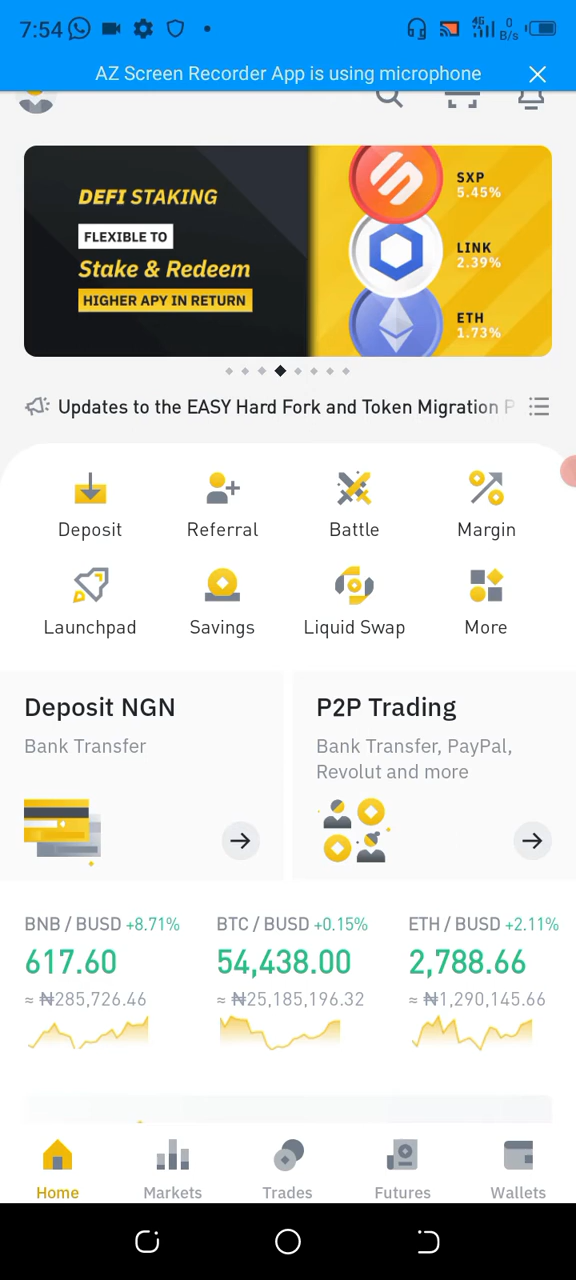 7:54
4G
0
B/s
AZ Screen Recorder App is using microphone
DEFI STAKING
FLEXIBLE TO
Stake & Redeem
HIGHER APY IN RETURN
SXP
5.45%
LINK
2.39%
ETH
1.73%
Updates to the EASY Hard Fork and Token Migration P
Deposit
Referral
Battle
Margin
Launchpad
Savings
Liquid Swap
More
Deposit NGN
Bank Transfer
P2P Trading
Bank Transfer, PayPal,
Revolut and more
BNB / BUSD +8.71%
617.60
≈ ₦285,726.46
BTC / BUSD +0.15%
54,438.00
≈ ₦25,185,196.32
ETH / BUSD +2.11%
2,788.66
≈ ₦1,290,145.66
Home
Markets
Trades
Futures
Wallets